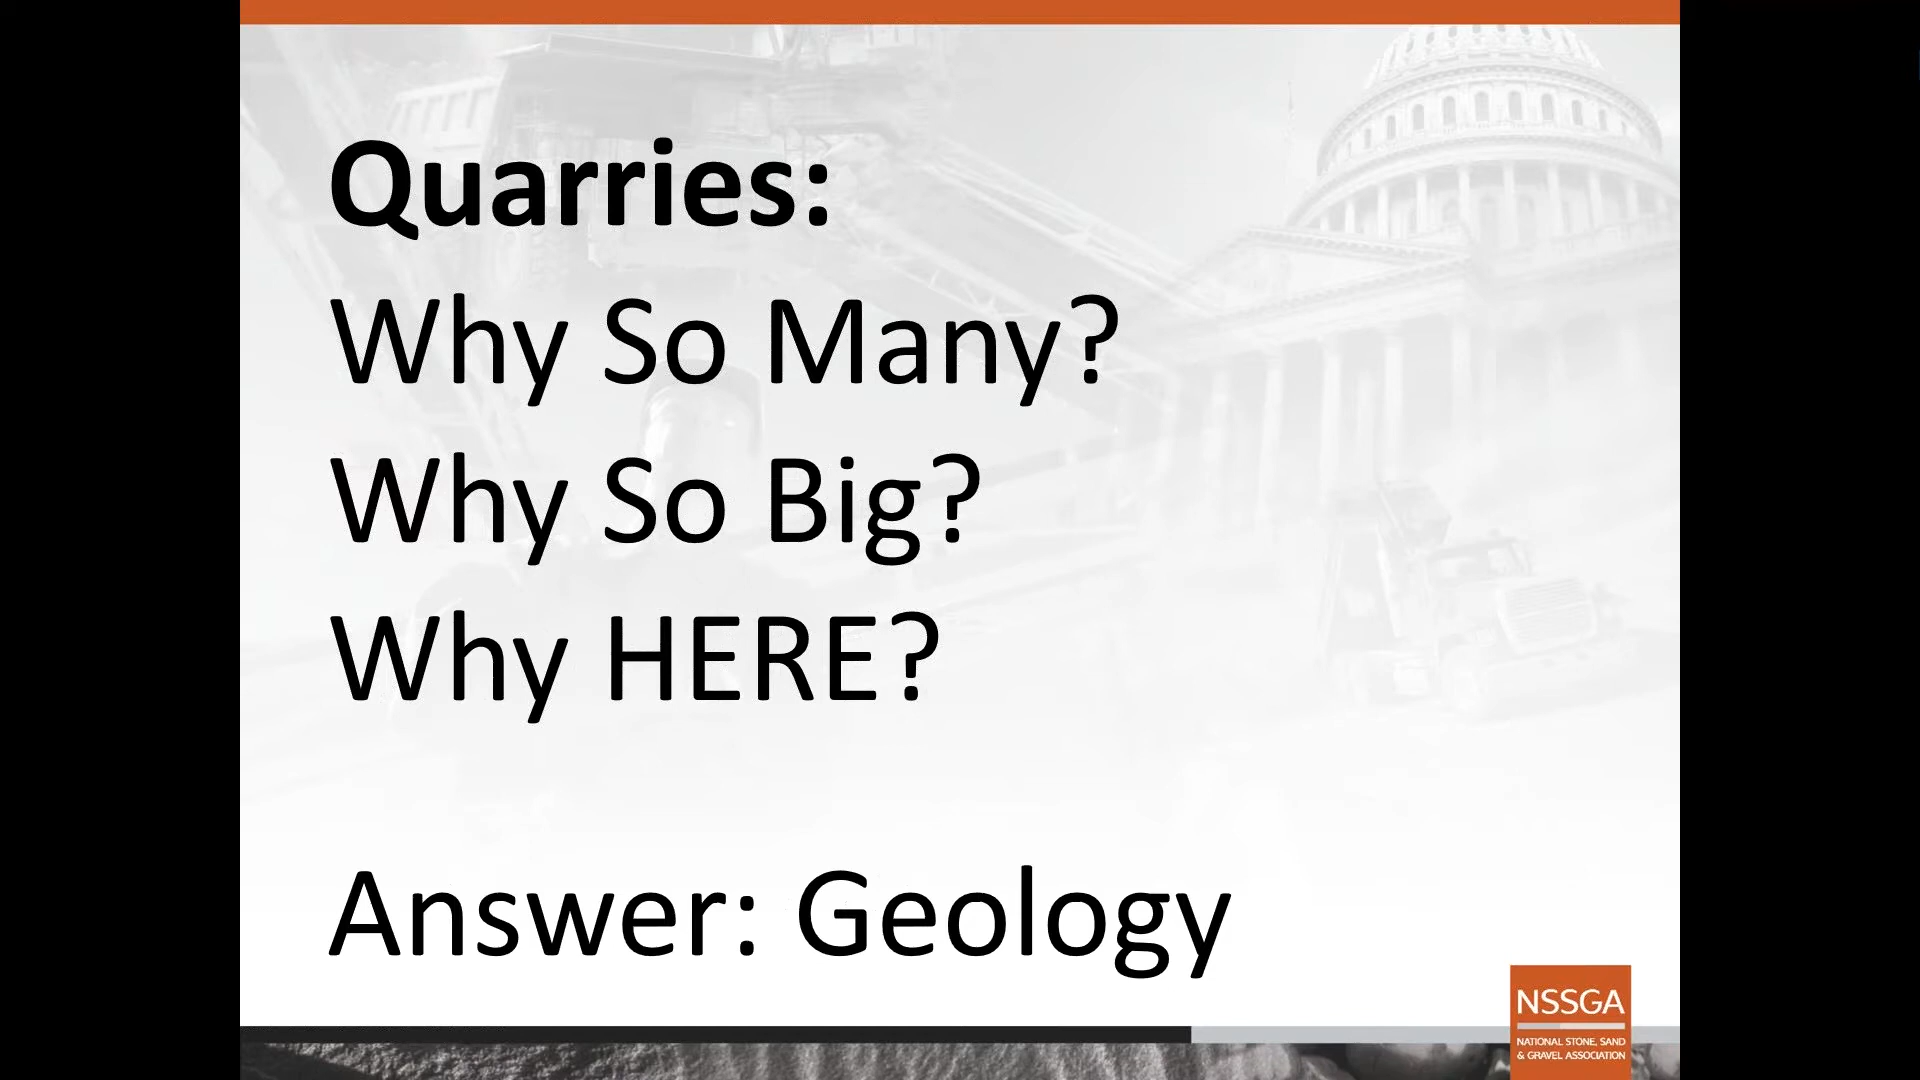 Quarries:
Why So Many?
Why So Big?
Why HERE?
Answer: Geology
NSSGA
NATIONAL STONE, SAND
& GRAVEL ASSOCIATION